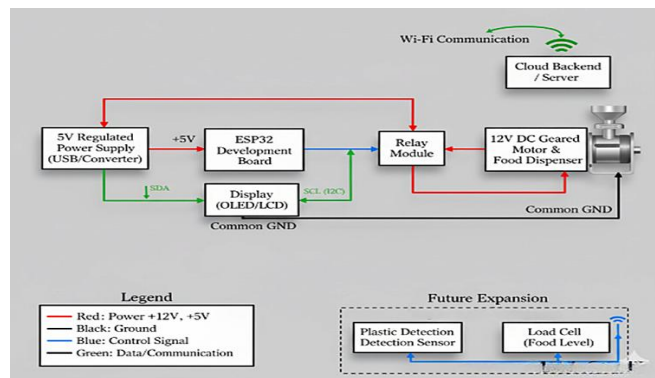 Wi-Fi Communication
Cloud Backend
/ Server
5V Regulated
Power Supply
(USB/Converter)
+5V
ESP32
Development
Board
Relay
Module
12V DC Geared
Motor &
Food Dispenser
SDA
Display
(OLED/LCD)
SCL (I2C)
Common GND
Common GND
Legend
Red: Power +12V, +5V
Black: Ground
Blue: Control Signal
Green: Data/Communication
Future Expansion
Plastic Detection
Detection Sensor
Load Cell
(Food Level)